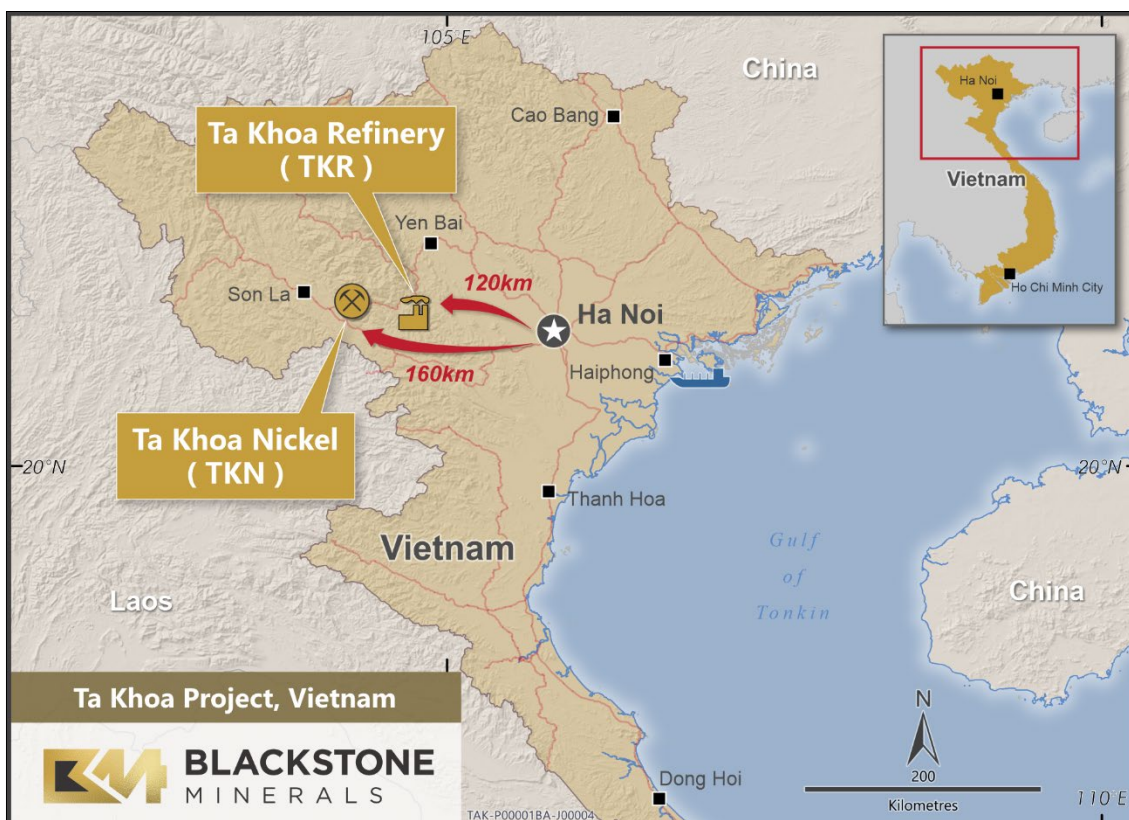 105°E
China
Ha Noi
Vietnam
Ho Chi Minh City
Cao Bang
Ta Khoa Refinery
( TKR )
Yen Bai
120km
Son La
Ha Noi
Haiphong
160km
Ta Khoa Nickel
( TKN )
20°N
20°N
Thanh Hoa
Vietnam
Gulf
of
Tonkin
Laos
China
Ta Khoa Project, Vietnam
N
BLACKSTONE
MINERALS
200
Kilometres
Dong Hoi
110°E
TAK-P00001BA-J00004